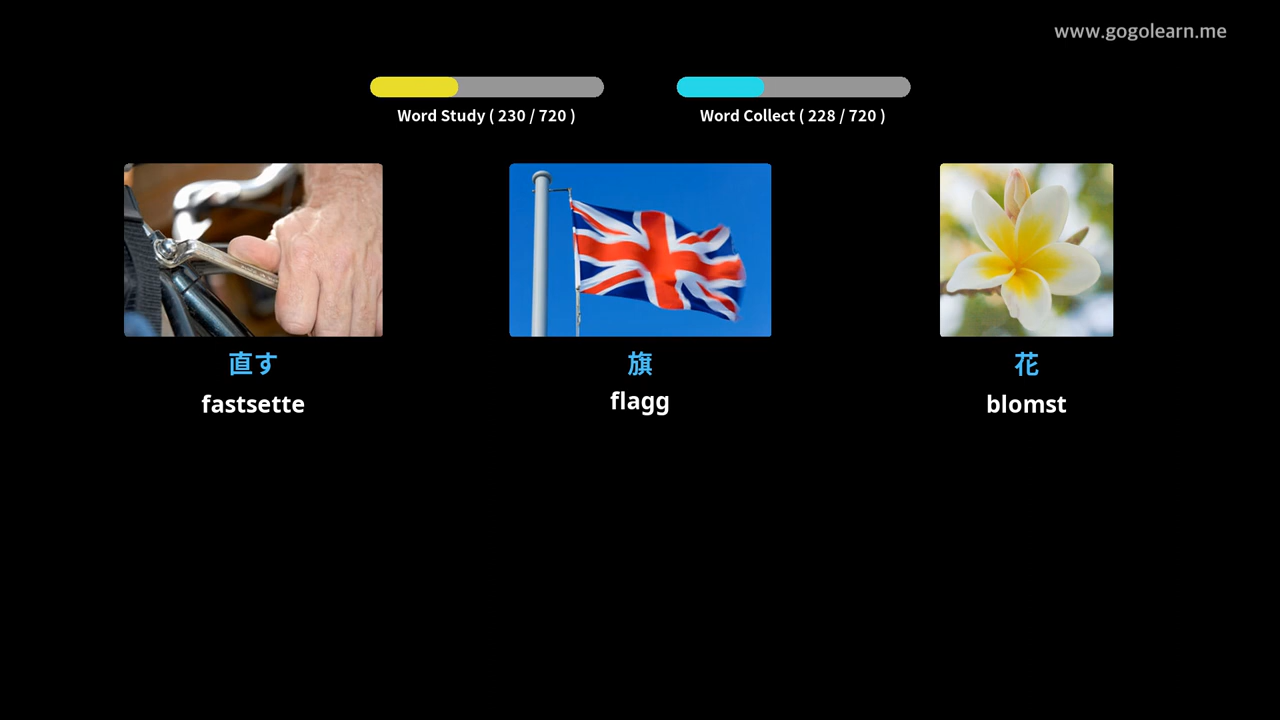 www.gogolearn.me
Word Study ( 230 / 720 )
Word Collect ( 228 / 720 )
直す
旗
花
fastsette
flagg
blomst